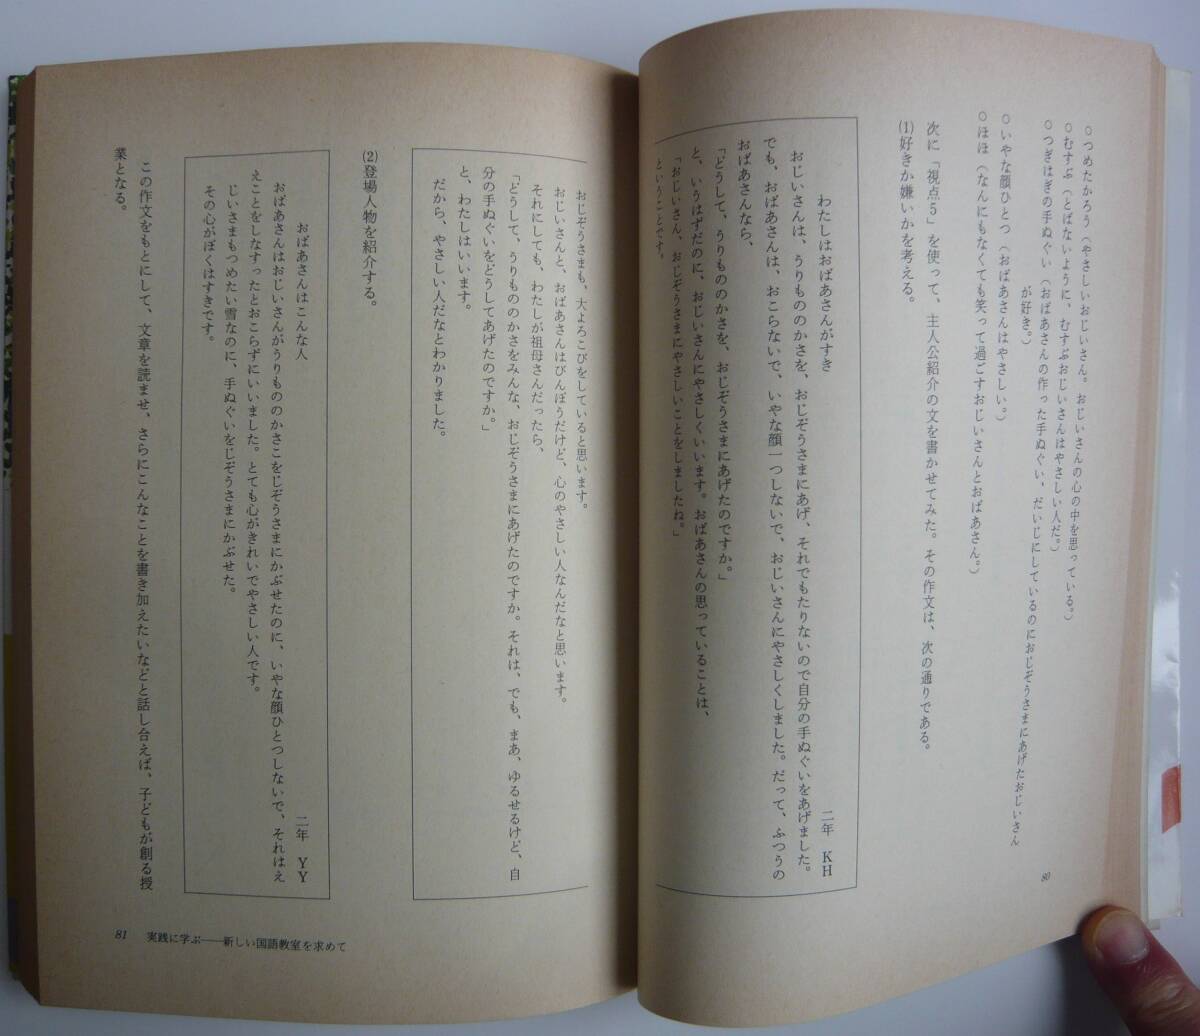 ○つめたかろう（やさしいおじいさん。おじいさんの心の中を思っている。）
○むすぶ（とばないように、むすぶおじいさんはやさしい人だ。）
○つぎはぎの手ぬぐい（おばあさんの作った手ぬぐい、だいじにしているのにおじぞうさまにあげたおじいさん
が好き。）
○いやな顔ひとつ（おばあさんはやさしい。）
○ほほ（なんにもなくても笑って過ごすおじいさんとおばあさん。）
次に「視点５」を使って、主人公紹介の文を書かせてみた。その作文は、次の通りである。
(1)好きか嫌いかを考える。
わたしはおばあさんがすき
二年 KH
おじいさんは、うりもののかさを、おじぞうさまにあげ、それでもたりないので自分の手ぬぐいをあげました。
でも、おばあさんは、おこらないで、いやな顔一つしないで、おじいさんにやさしくしました。だって、ふつうの
おばあさんなら、
「どうして、うりもののかさを、おじぞうさまにあげたのですか。」
と、いうはずだのに、おじいさんにやさしくいいます。おばあさんの思っていることは、
「おじいさん、おじぞうさまにやさしいことをしましたね。」
ということです。
80
おじぞうさまも、大よろこびをしていると思います。
おじいさんと、おばあさんはびんぼうだけど、心のやさしい人なんだなと思います。
それにしても、わたしが祖母さんだったら、
「どうして、うりもののかさをみんな、おじぞうさまにあげたのですか。それは、でも、まあ、ゆるせるけど、自
分の手ぬぐいをどうしてあげたのですか。」
と、わたしはいいます。
だから、やさしい人だなとわかりました。
(2)登場人物を紹介する。
おばあさんはこんな人
二年 YY
おばあさんはおじいさんがうりもののかさこをじぞうさまにかぶせたのに、いやな顔ひとつしないで、それはえ
えことをしなすったとおこらずにいいました。とても心がきれいでやさしい人です。
じいさまもつめたい雪なのに、手ぬぐいをじぞうさまにかぶせた。
その心がぼくはすきです。
この作文をもとにして、文章を読ませ、さらにこんなことを書き加えたいなどと話し合えば、子どもが創る授
業となる。
81 実践に学ぶ――新しい国語教室を求めて